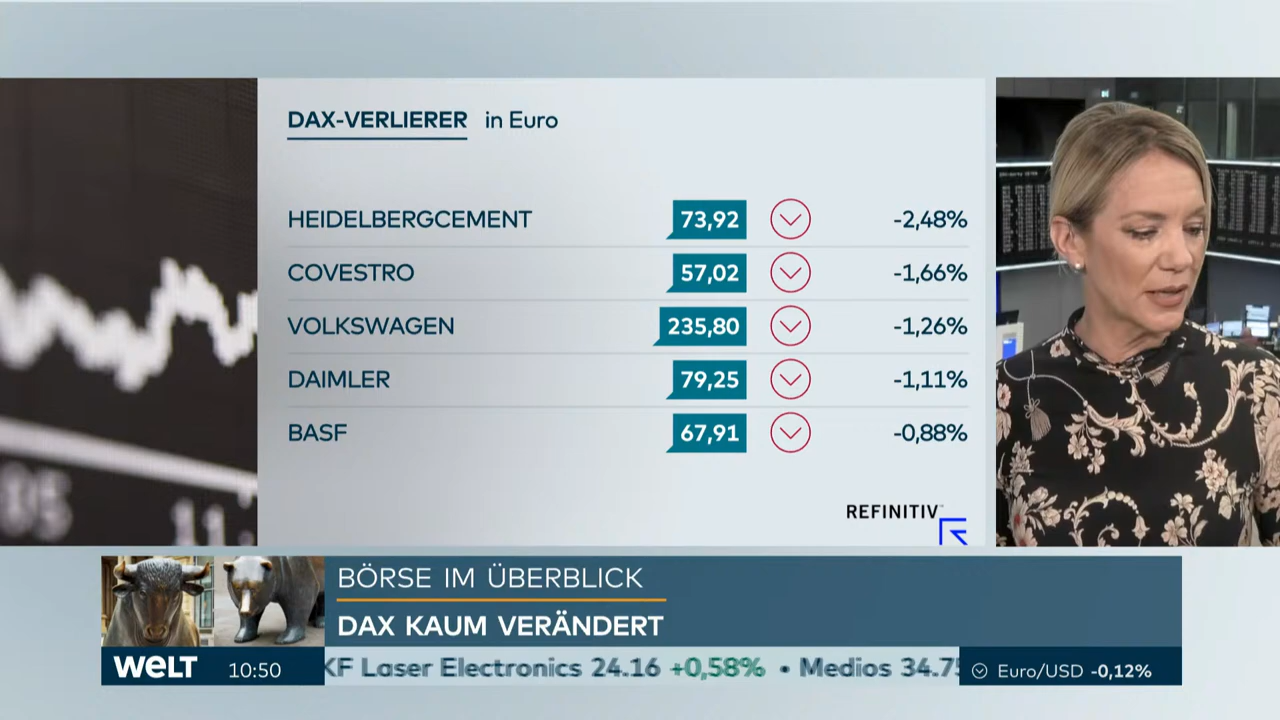 DAX-VERLIERER in Euro
HEIDELBERGCEMENT 73,92 -2,48%
COVESTRO 57,02 -1,66%
VOLKSWAGEN 235,80 -1,26%
DAIMLER 79,25 -1,11%
BASF 67,91 -0,88%
REFINITIV™
BÖRSE IM ÜBERBLICK
DAX KAUM VERÄNDERT
welt 10:50 KF Laser Electronics 24.16 +0,58% • Medios 34.75 Euro/USD -0,12%